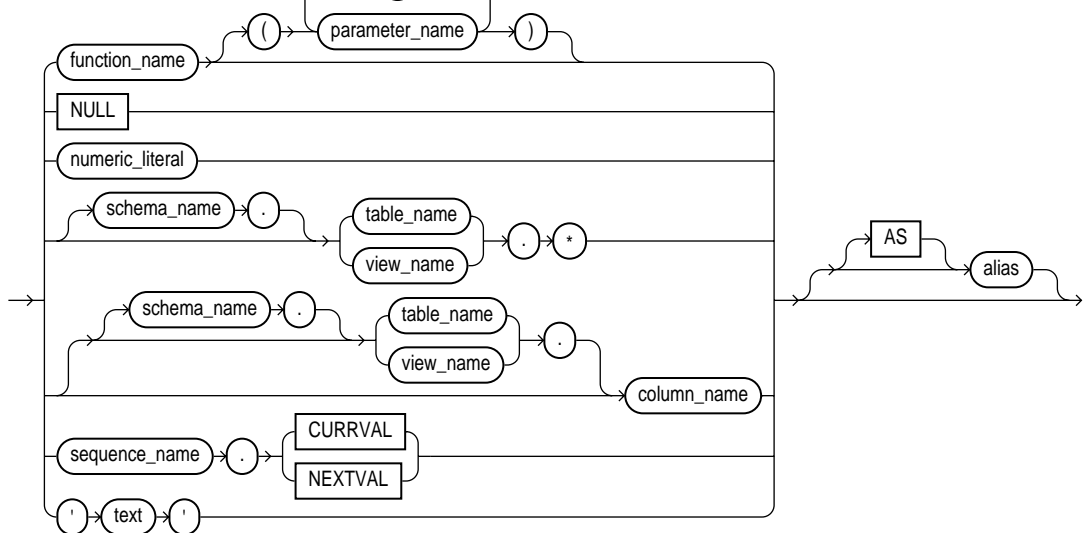 ( parameter_name )
function_name
NULL
numeric_literal
schema_name . table_name
view_name . *
AS
alias
schema_name . table_name
view_name .
column_name
sequence_name . CURRVAL
NEXTVAL
' text '